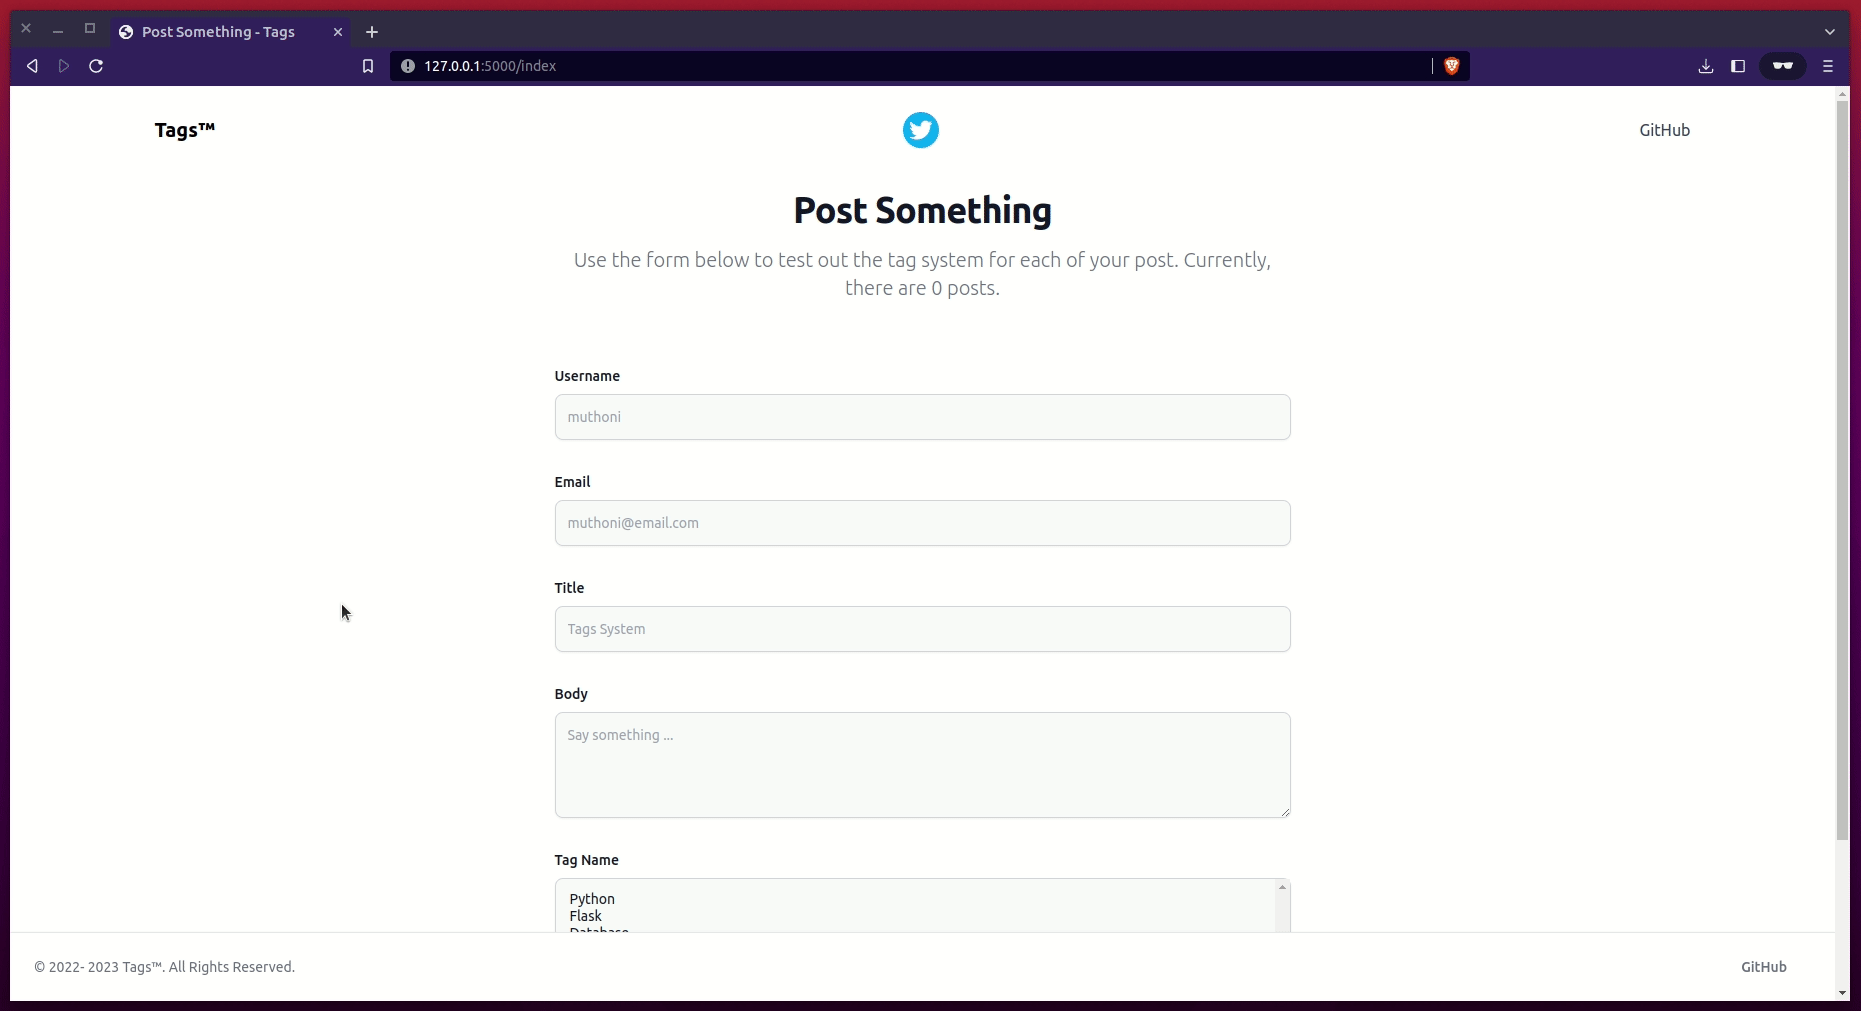 Post Something - Tags
127.0.0.1:5000/index
Tags™
GitHub
Post Something
Use the form below to test out the tag system for each of your post. Currently,
there are 0 posts.
Username
muthoni
Email
muthoni@email.com
Title
Tags System
Body
Say something ...
Tag Name
Python
Flask
Database
© 2022- 2023 Tags™. All Rights Reserved.
GitHub